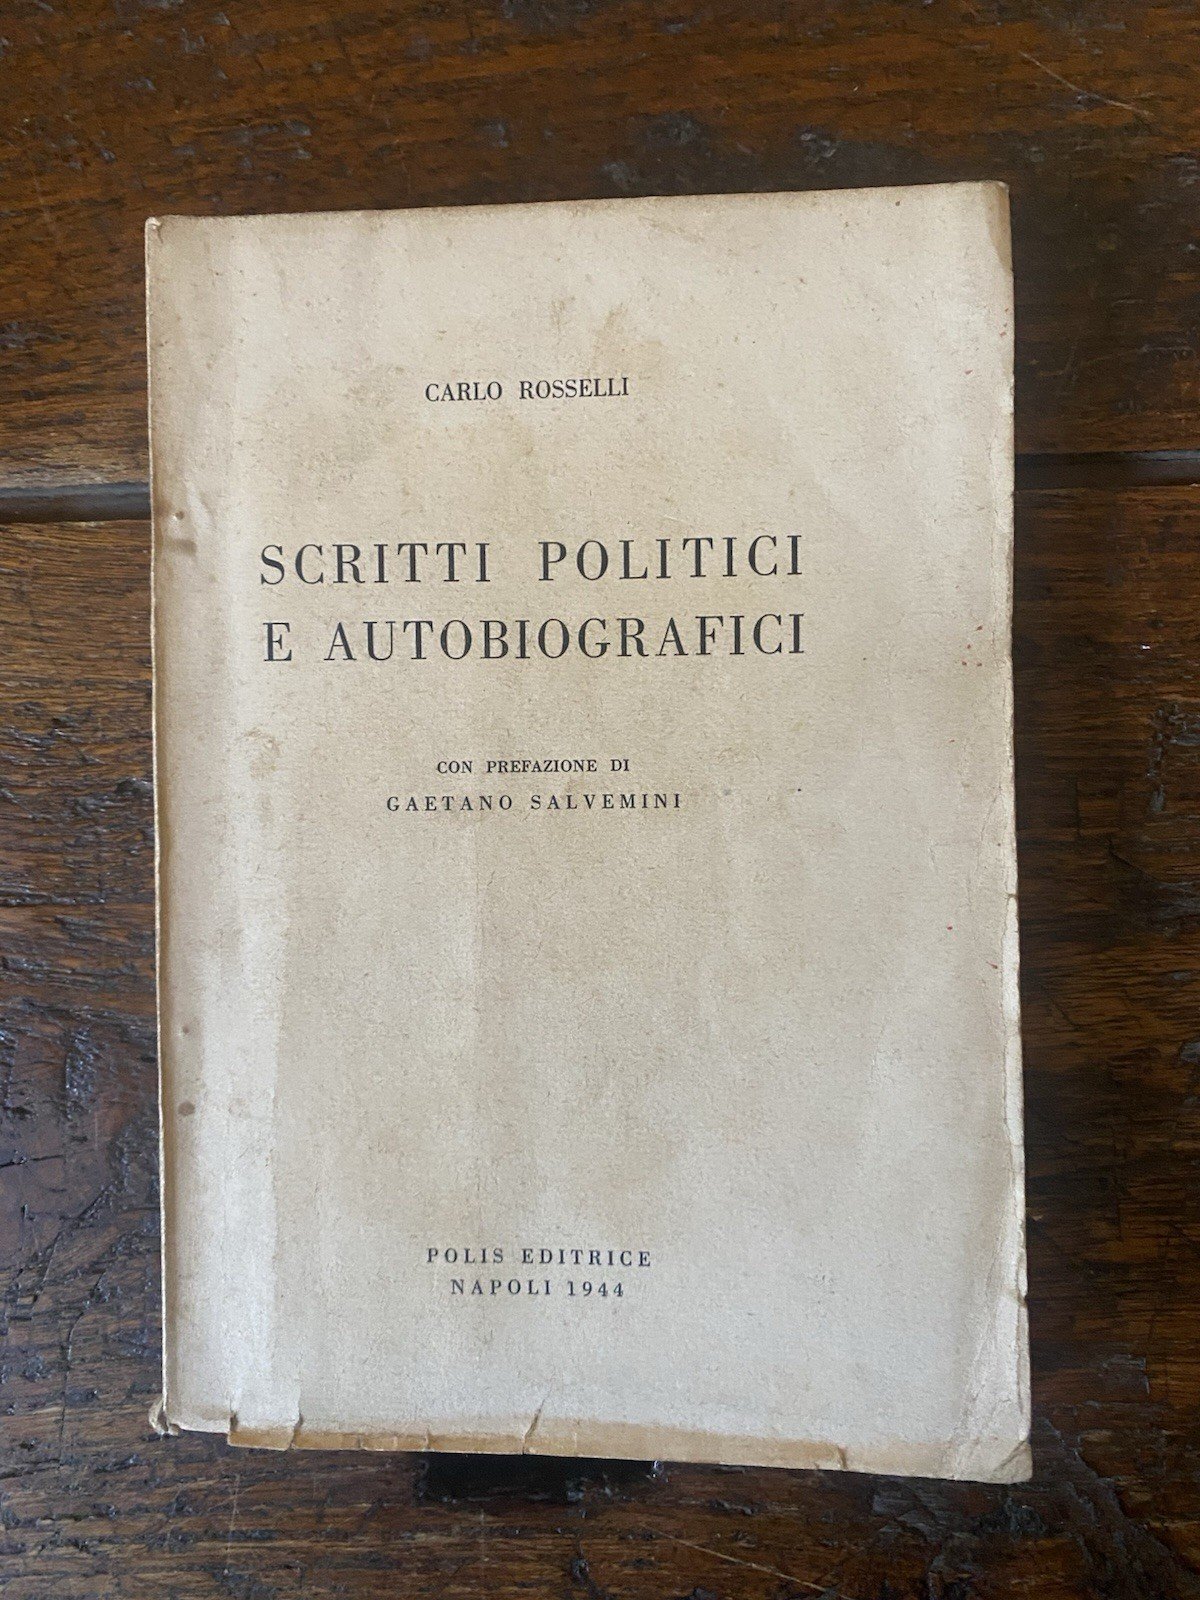 CARLO ROSSELLI
SCRITTI POLITICI
E AUTOBIOGRAFICI
CON PREFAZIONE DI
GAETANO SALVEMINI
POLIS EDITRICE
NAPOLI 1944